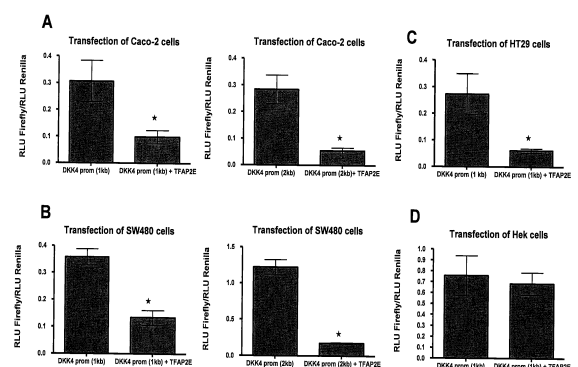 A
Transfection of Caco-2 cells
RLU Firefly/RLU Renilla
0.4
0.3
0.2
0.1
0.0
*
DKK4 prom (1kb)
DKK4 prom (1kb) + TFAP2E
Transfection of Caco-2 cells
RLU Firefly/RLU Renilla
0.4
0.3
0.2
0.1
0.0
*
DKK4 prom (2kb)
DKK4 prom (2kb)+ TFAP2E
C
Transfection of HT29 cells
RLU Firefly/RLU Renilla
0.4
0.3
0.2
0.1
0.0
*
DKK4 prom (1 kb)
DKK4 prom (1kb) + TFAP2E
B
Transfection of SW480 cells
RLU Firefly/RLU Renilla
0.4
0.3
0.2
0.1
0.0
*
DKK4 prom (1kb)
DKK4 prom (1kb) + TFAP2E
Transfection of SW480 cells
RLU Firefly/RLU Renilla
1.5
1.0
0.5
0.0
*
DKK4 prom (2kb)
DKK4 prom (2kb) + TFAP2E
D
Transfection of Hek cells
RLU Firefly/RLU Renilla
1.0
0.9
0.8
0.7
0.6
0.5
0.4
0.3
0.2
0.1
0.0
DKK4 prom (1kb)
DKK4 prom (1kb) + TFAP2E